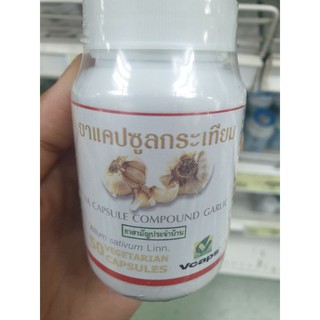 ยาแคปซูลกระเทียม
CAPSULE COMPOUND GARLIC
ยาสามัญประจำบ้าน
sativum Linn.
VEGETARIAN
CAPSULES
Vcaps